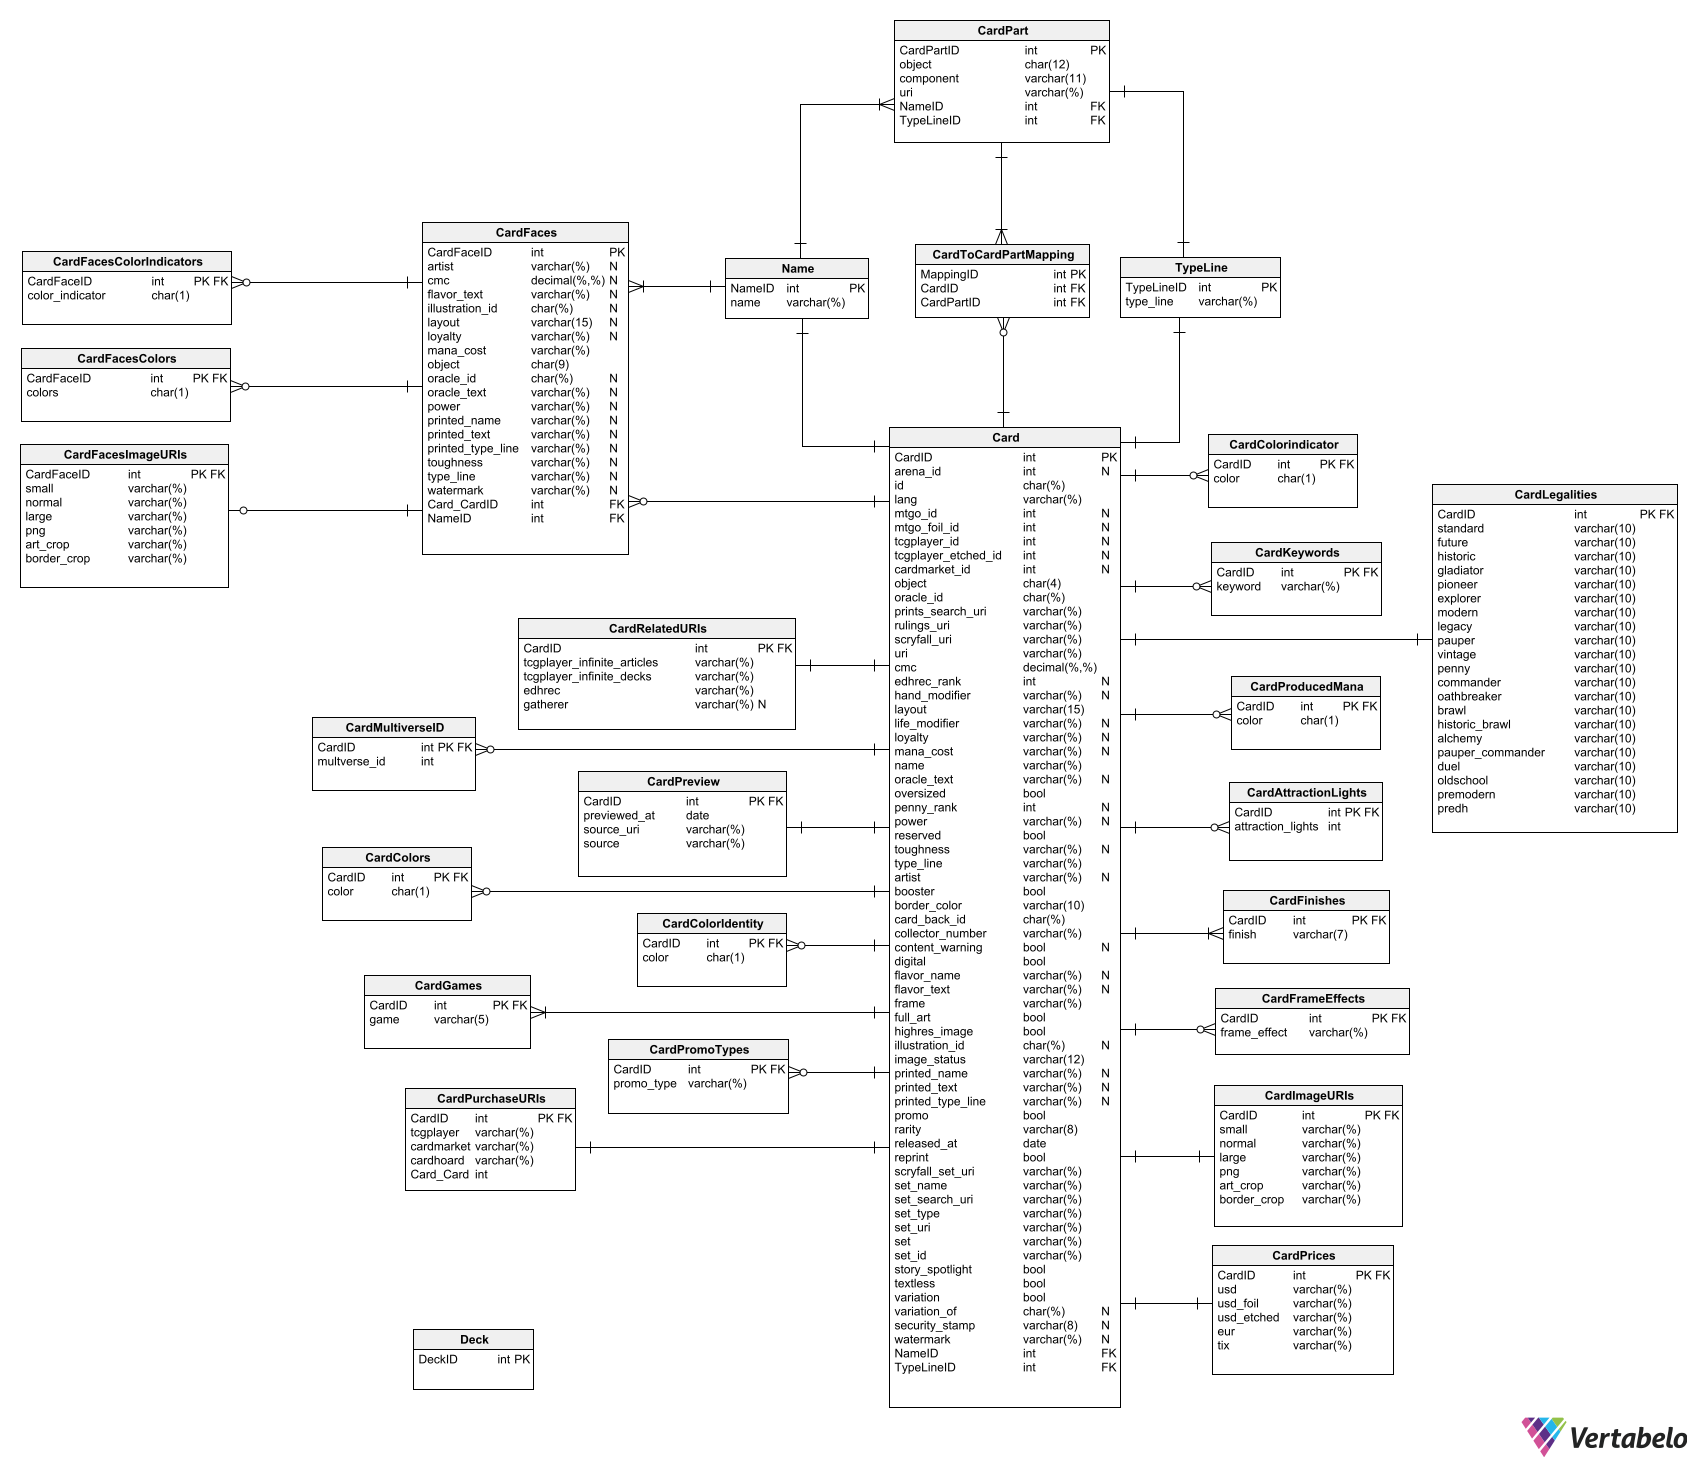 CardPart
CardPartID int PK
object char(12)
component varchar(11)
uri varchar(%)
NameID int FK
TypeLineID int FK
CardFaces
CardFaceID int PK
artist varchar(%) N
cmc decimal(%,%) N
flavor_text varchar(%) N
illustration_id char(%) N
layout varchar(15) N
loyalty varchar(%) N
mana_cost varchar(%)
object char(9)
oracle_id char(%) N
oracle_text varchar(%) N
power varchar(%) N
printed_name varchar(%) N
printed_text varchar(%) N
printed_type_line varchar(%) N
toughness varchar(%) N
type_line varchar(%) N
watermark varchar(%) N
Card_CardID int FK
NameID int FK
CardFacesColorIndicators
CardFaceID int PK FK
color_indicator char(1)
CardFacesColors
CardFaceID int PK FK
colors char(1)
CardFacesImageURIs
CardFaceID int PK FK
small varchar(%)
normal varchar(%)
large varchar(%)
png varchar(%)
art_crop varchar(%)
border_crop varchar(%)
Name
NameID int PK
name varchar(%)
CardToCardPartMapping
MappingID int PK
CardID int FK
CardPartID int FK
TypeLine
TypeLineID int PK
type_line varchar(%)
Card
CardID int PK
arena_id int N
id char(%)
lang varchar(%)
mtgo_id int N
mtgo_foil_id int N
tcgplayer_id int N
tcgplayer_etched_id int N
cardmarket_id int N
object char(4)
oracle_id char(%)
prints_search_uri varchar(%)
rulings_uri varchar(%)
scryfall_uri varchar(%)
uri varchar(%)
cmc decimal(%,%)
edhrec_rank int N
hand_modifier varchar(%) N
layout varchar(15)
life_modifier varchar(%) N
loyalty varchar(%) N
mana_cost varchar(%) N
name varchar(%)
oracle_text varchar(%) N
oversized bool
penny_rank int N
power varchar(%) N
reserved bool
toughness varchar(%) N
type_line varchar(%)
artist varchar(%) N
booster bool
border_color varchar(10)
card_back_id char(%)
collector_number varchar(%)
content_warning bool N
digital bool
flavor_name varchar(%) N
flavor_text varchar(%) N
frame varchar(%)
full_art bool
highres_image bool
illustration_id char(%) N
image_status varchar(12)
printed_name varchar(%) N
printed_text varchar(%) N
printed_type_line varchar(%) N
promo bool
rarity varchar(8)
released_at date
reprint bool
scryfall_set_uri varchar(%)
set_name varchar(%)
set_search_uri varchar(%)
set_type varchar(%)
set_uri varchar(%)
set varchar(%)
set_id varchar(%)
story_spotlight bool
textless bool
variation bool
variation_of char(%) N
security_stamp varchar(8) N
watermark varchar(%) N
NameID int FK
TypeLineID int FK
CardColorindicator
CardID int PK FK
color char(1)
CardKeywords
CardID int PK FK
keyword varchar(%)
CardLegalities
CardID int PK FK
standard varchar(10)
future varchar(10)
historic varchar(10)
gladiator varchar(10)
pioneer varchar(10)
explorer varchar(10)
modern varchar(10)
legacy varchar(10)
pauper varchar(10)
vintage varchar(10)
penny varchar(10)
commander varchar(10)
oathbreaker varchar(10)
brawl varchar(10)
historic_brawl varchar(10)
alchemy varchar(10)
pauper_commander varchar(10)
duel varchar(10)
oldschool varchar(10)
premodern varchar(10)
predh varchar(10)
CardRelatedURIs
CardID int PK FK
tcgplayer_infinite_articles varchar(%)
tcgplayer_infinite_decks varchar(%)
edhrec varchar(%)
gatherer varchar(%) N
CardMultiverseID
CardID int PK FK
multverse_id int
CardPreview
CardID int PK FK
previewed_at date
source_uri varchar(%)
source varchar(%)
CardColors
CardID int PK FK
color char(1)
CardColorIdentity
CardID int PK FK
color char(1)
CardGames
CardID int PK FK
game varchar(5)
CardPromoTypes
CardID int PK FK
promo_type varchar(%)
CardPurchaseURIs
CardID int PK FK
tcgplayer varchar(%)
cardmarket varchar(%)
cardhoard varchar(%)
Card_Card int
CardProducedMana
CardID int PK FK
color char(1)
CardAttractionLights
CardID int PK FK
attraction_lights int
CardFinishes
CardID int PK FK
finish varchar(7)
CardFrameEffects
CardID int PK FK
frame_effect varchar(%)
CardImageURIs
CardID int PK FK
small varchar(%)
normal varchar(%)
large varchar(%)
png varchar(%)
art_crop varchar(%)
border_crop varchar(%)
CardPrices
CardID int PK FK
usd varchar(%)
usd_foil varchar(%)
usd_etched varchar(%)
eur varchar(%)
tix varchar(%)
Deck
DeckID int PK
Vertabelo